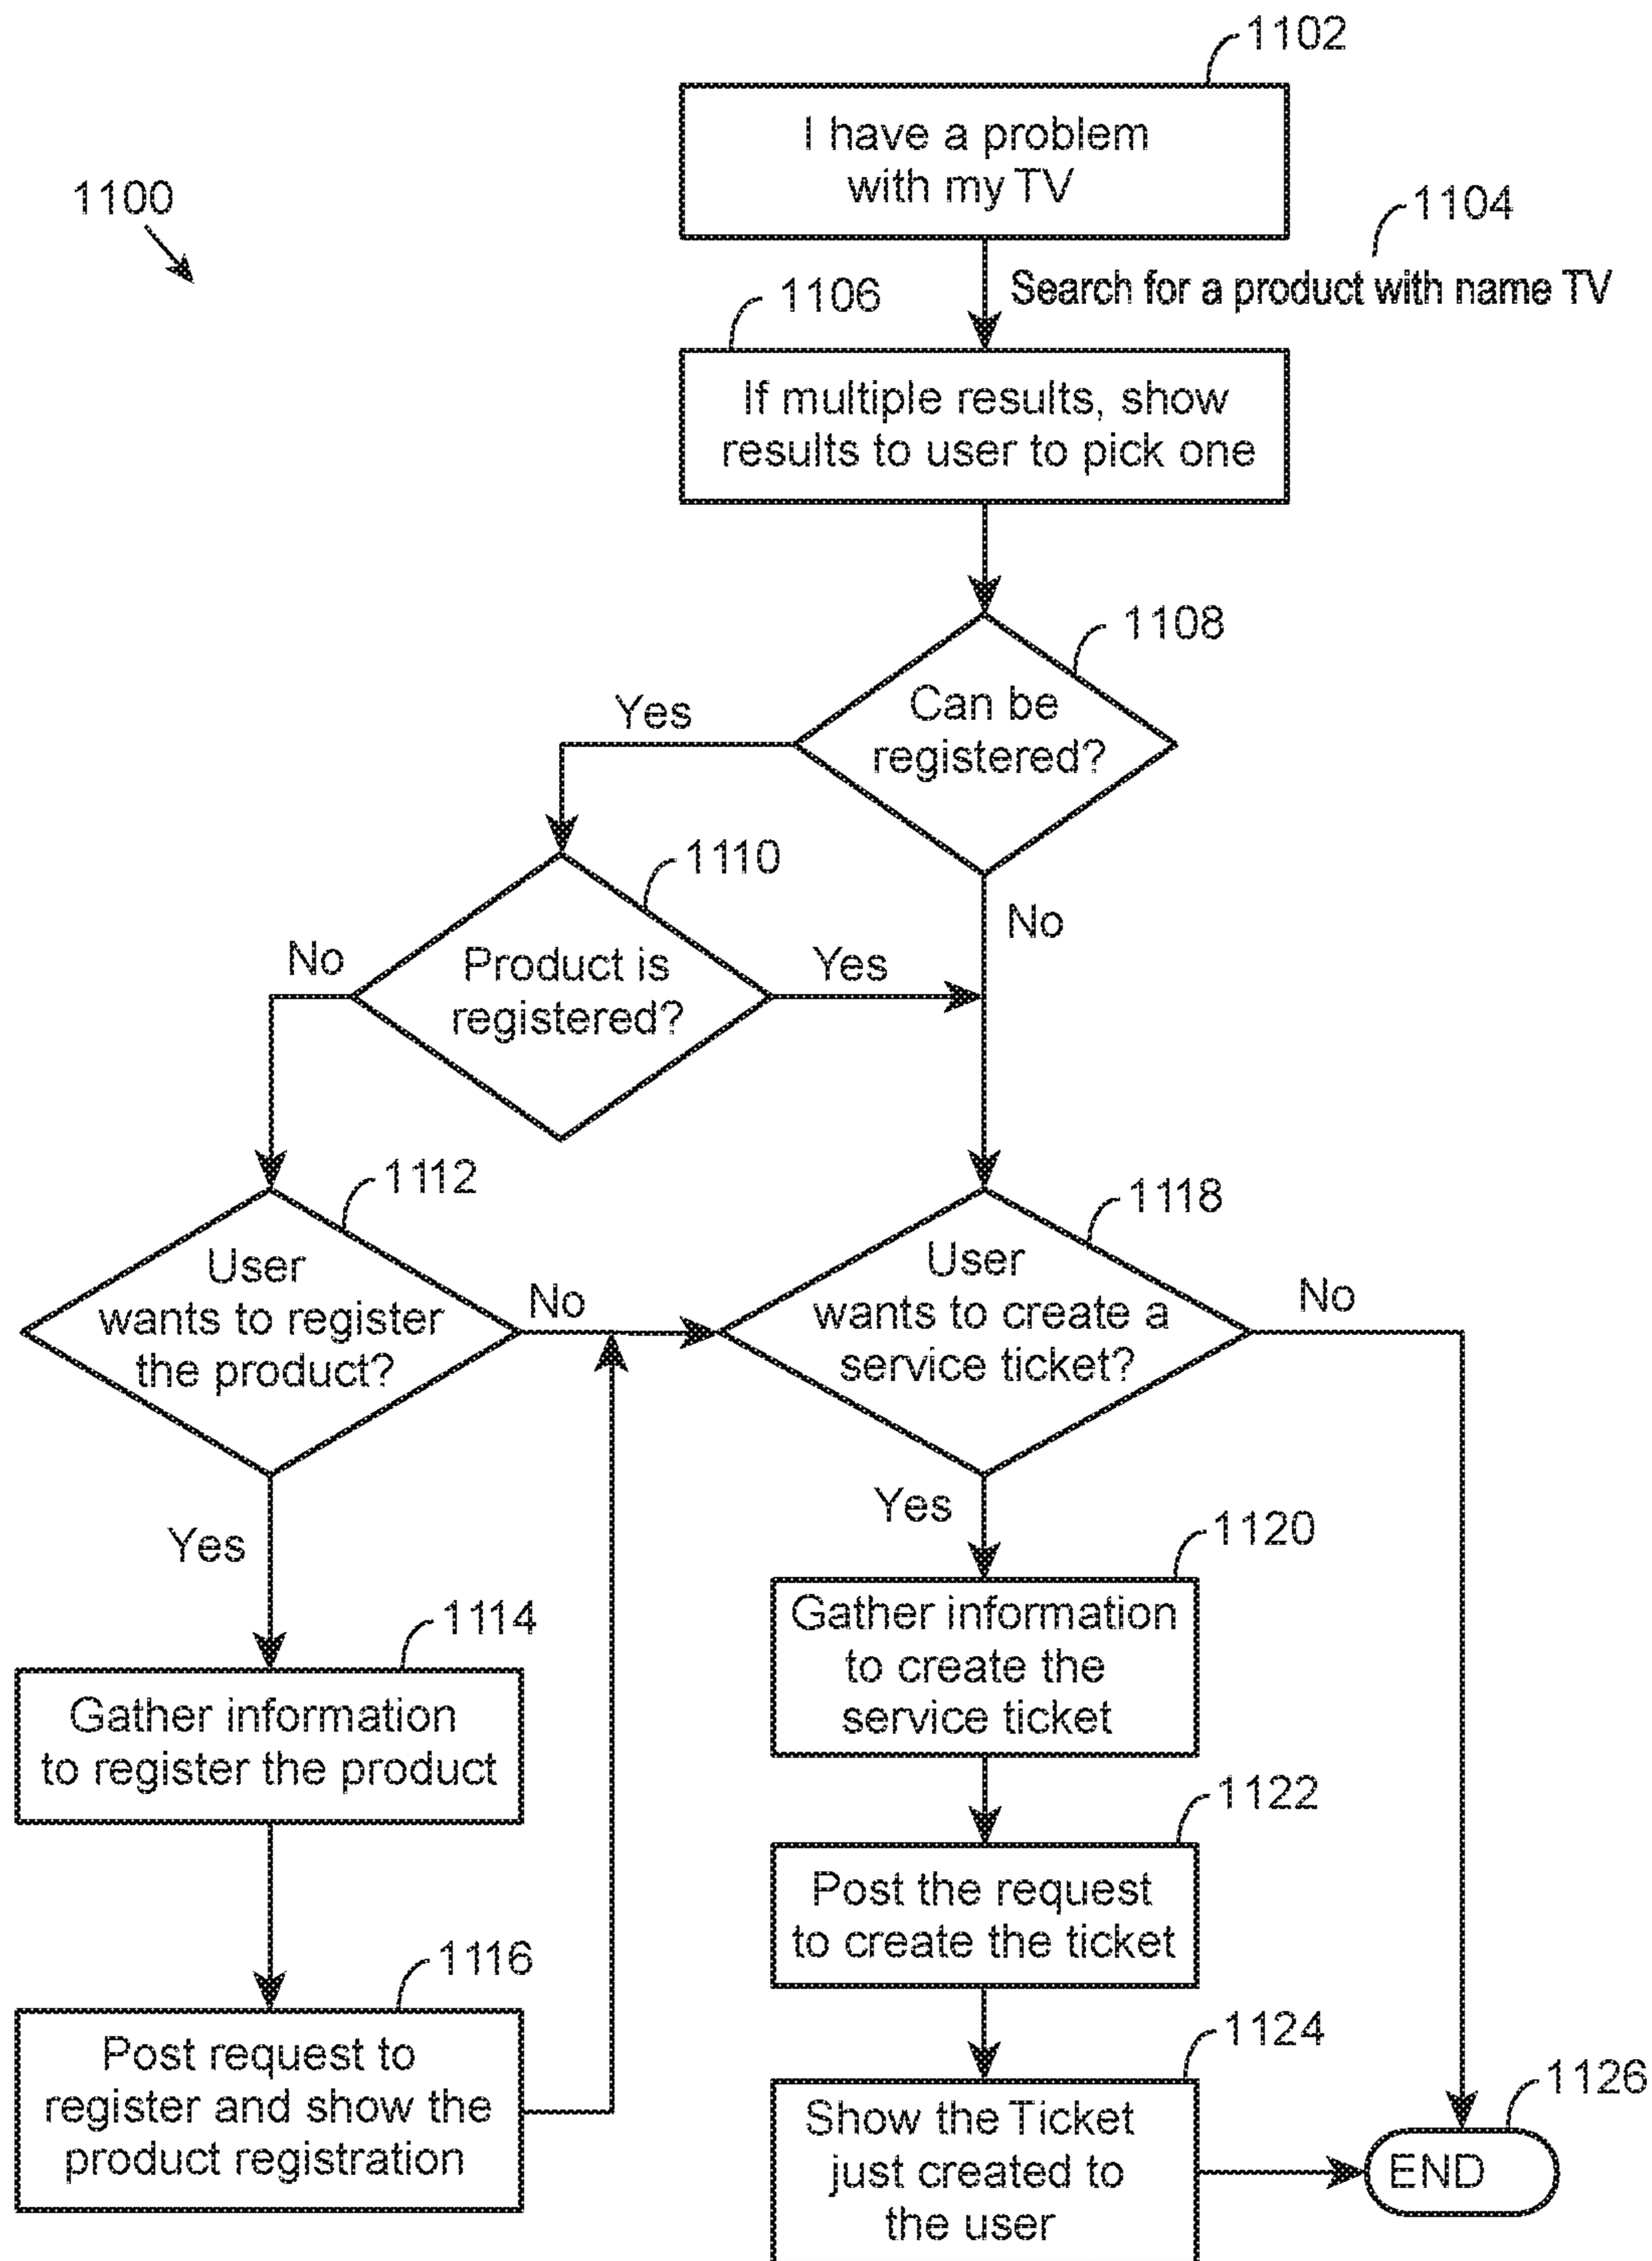 1102
I have a problem
with my TV
1100
1104
Search for a product with name TV
1106
If multiple results, show
results to user to pick one
1108
Can be
registered?
Yes
No
1110
Product is
registered?
No
Yes
1112
User
wants to register
the product?
No
Yes
1118
User
wants to create a
service ticket?
No
Yes
1114
Gather information
to register the product
1120
Gather information
to create the
service ticket
1122
Post the request
to create the ticket
1116
Post request to
register and show the
product registration
1124
Show the Ticket
just created to
the user
1126
END